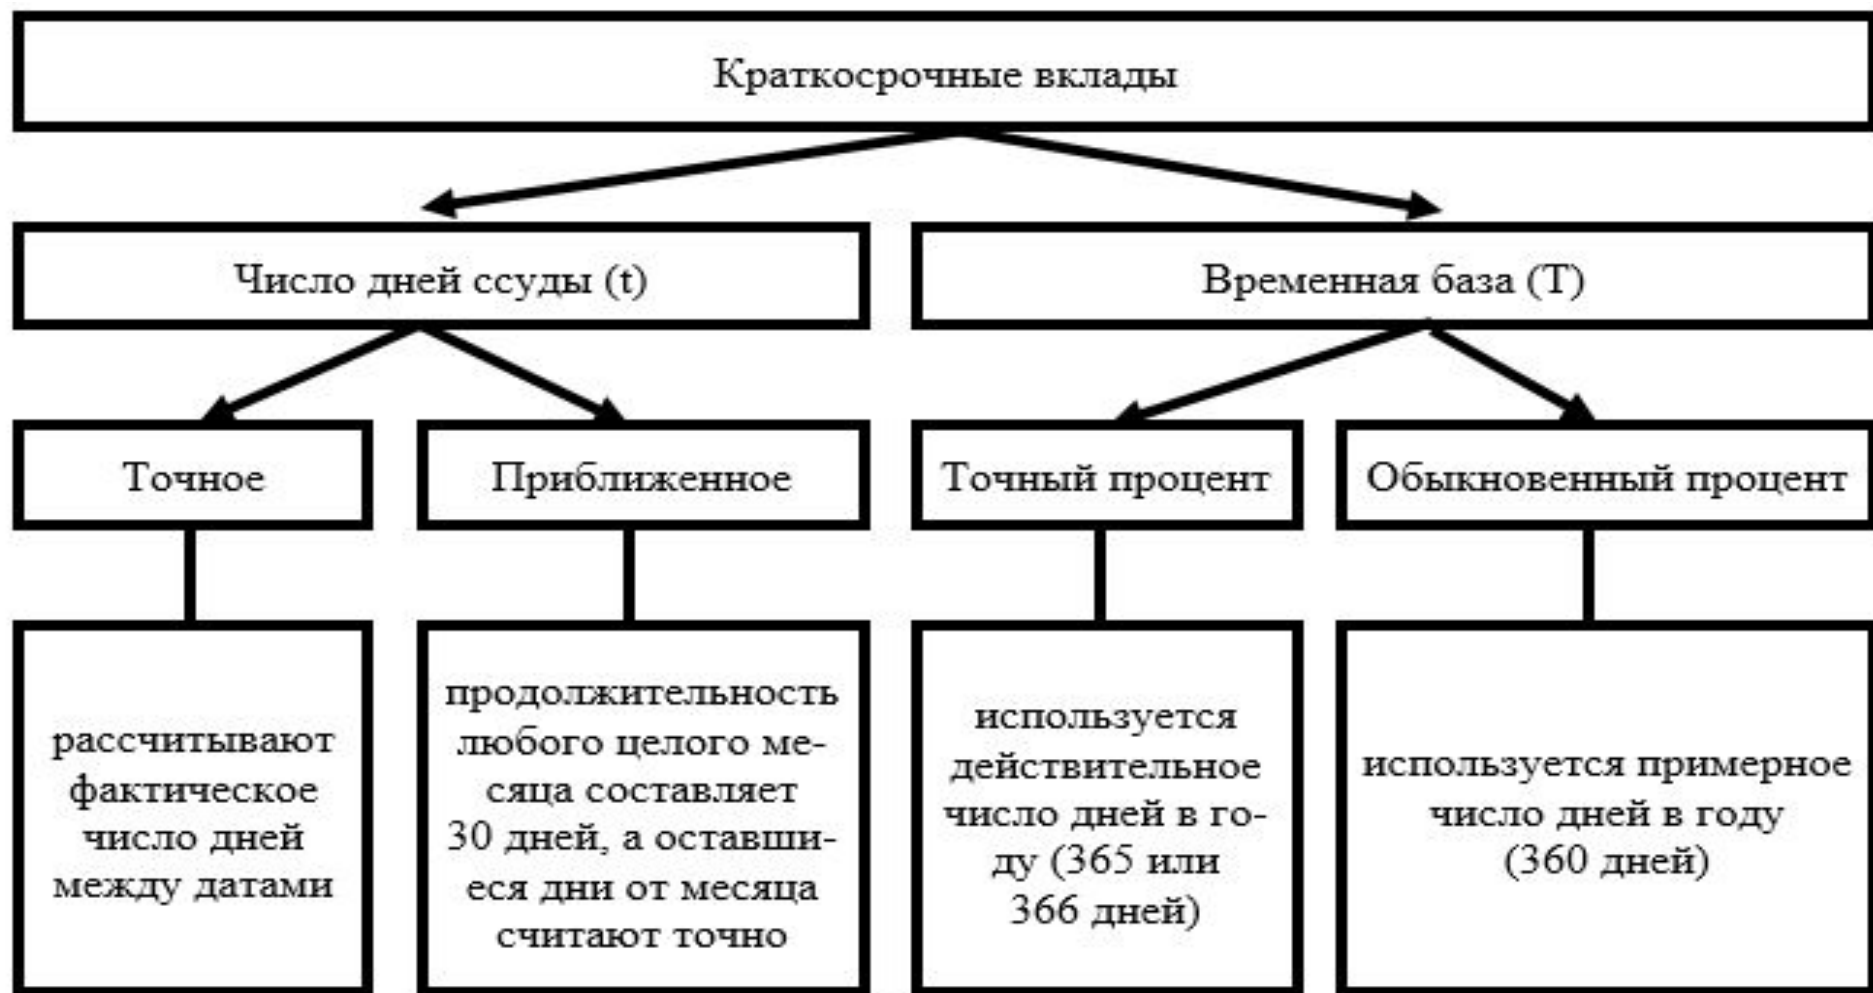 Краткосрочные вклады
Число дней ссуды (t)
Временная база (T)
Точное
Приближенное
Точный процент
Обыкновенный процент
рассчитывают
фактическое
число дней
между датами
продолжительность
любого целого ме-
сяца составляет
30 дней, а оставши-
еся дни от месяца
считают точно
используется
действительное
число дней в го-
ду (365 или
366 дней)
используется примерное
число дней в году
(360 дней)